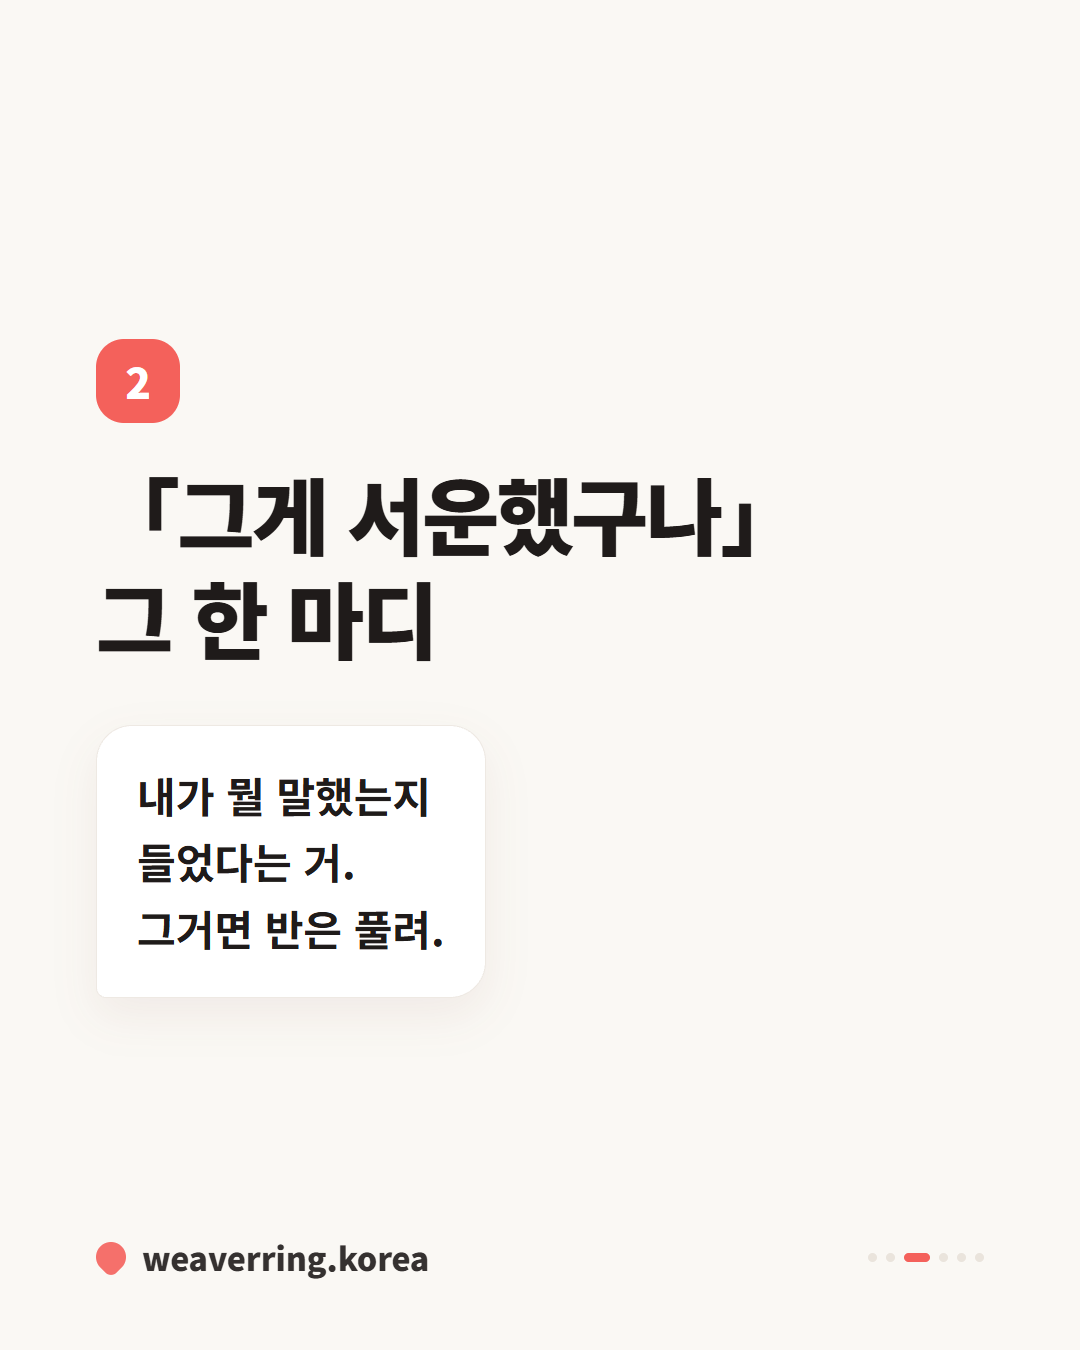 2
「그게 서운했구나」
그 한 마디
내가 뭘 말했는지
들었다는 거.
그거면 반은 풀려.
weaverring.korea